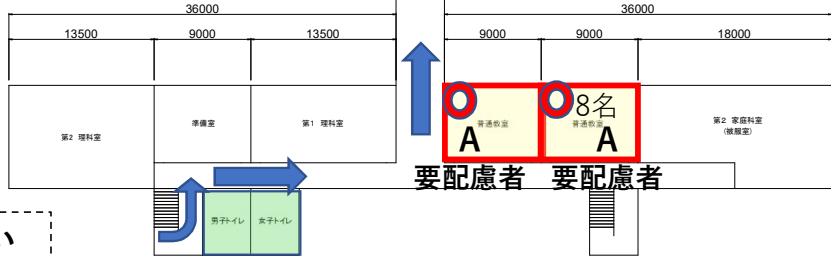 36000
36000
13500
9000
13500
9000
9000
18000
第2 理科室
準備室
第1 理科室
普通教室
A
8名
普通教室
A
第2 家庭科室
(被服室)
要配慮者
要配慮者
男子トイレ
女子トイレ
い